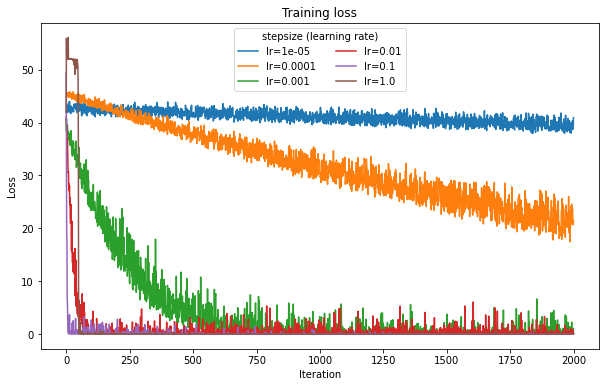 Training loss
stepsize (learning rate)
lr=1e-05 lr=0.01
lr=0.0001 lr=0.1
lr=0.001 lr=1.0
Loss
50
40
30
20
10
0
0 250 500 750 1000 1250 1500 1750 2000
Iteration